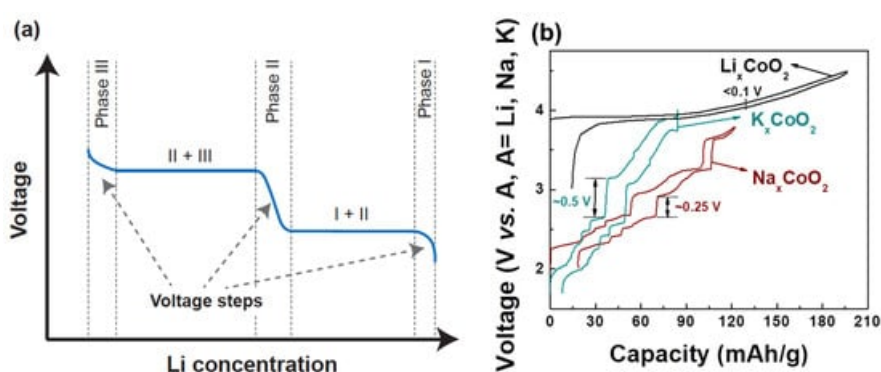 (a)
Phase III
Phase II
Phase I
II + III
I + II
Voltage steps
Voltage
Li concentration
(b)
LiₓCoO₂
<0.1 V
KₓCoO₂
NaₓCoO₂
~0.5 V
~0.25 V
4
3
2
0 30 60 90 120 150 180 210
Voltage (V vs. A, A= Li, Na, K)
Capacity (mAh/g)